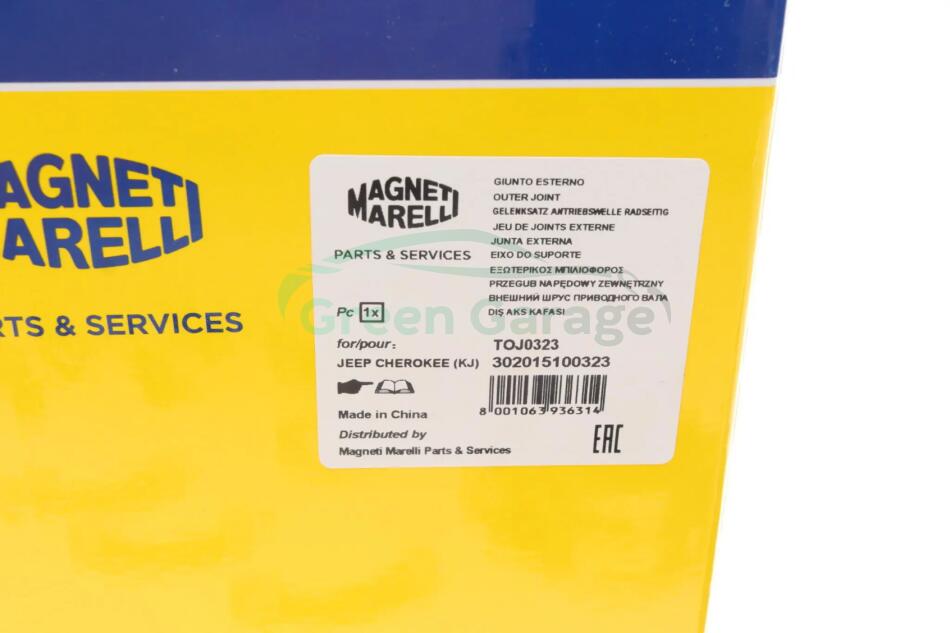 AGNETI
ARELLI
RTS & SERVICES
MAGNETI
MARELLI
PARTS & SERVICES
Pc 1x
for/pour:
JEEP CHEROKEE (KJ)
Made in China
Distributed by
Magneti Marelli Parts & Services
GIUNTO ESTERNO
OUTER JOINT
GELENKSATZ ANTRIEBSWELLE RADSEITIG
JEU DE JOINTS EXTERNE
JUNTA EXTERNA
EIXO DO SUPORTE
ΕΞΩΤΕΡΙΚΟΣ ΜΠΙΛΙΟΦΟΡΟΣ
PRZEGUB NAPĘDOWY ZEWNĘTRZNY
ВНЕШНИЙ ШРУС ПРИВОДНОГО ВАЛА
DIŞ AKS KAFASI
TOJ0323
302015100323
8 001063 936314
EAC
Green Garage